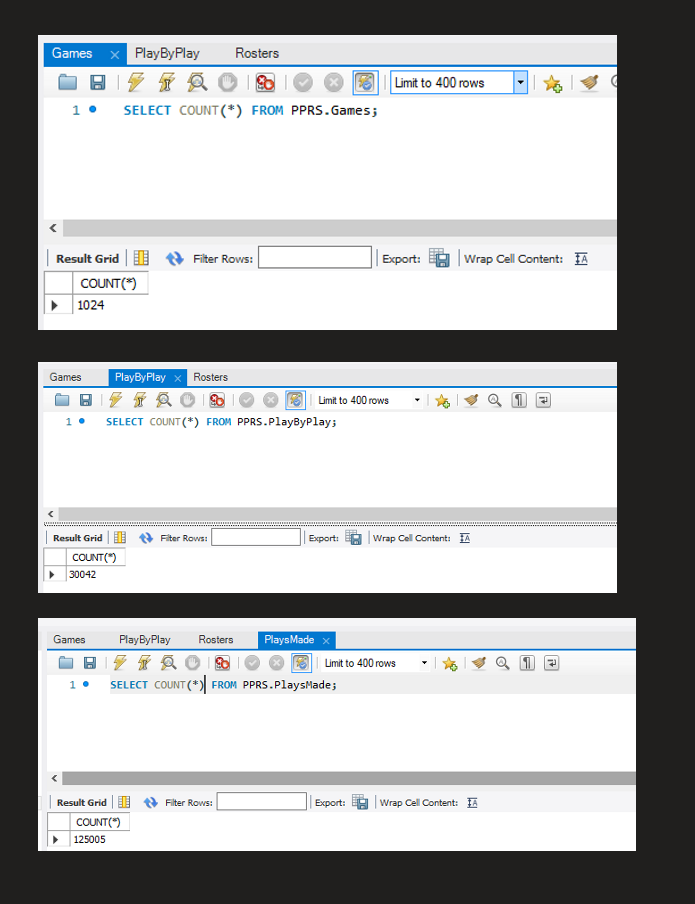 Games × PlayByPlay Rosters
Limit to 400 rows
1 SELECT COUNT(*) FROM PPRS.Games;
Result Grid Filter Rows: Export: Wrap Cell Content:
COUNT(*)
1024
Games PlayByPlay × Rosters
Limit to 400 rows
1 SELECT COUNT(*) FROM PPRS.PlayByPlay;
Result Grid Filter Rows: Export: Wrap Cell Content:
COUNT(*)
30042
Games PlayByPlay Rosters PlaysMade ×
Limit to 400 rows
1 SELECT COUNT(*) FROM PPRS.PlaysMade;
Result Grid Filter Rows: Export: Wrap Cell Content:
COUNT(*)
125005